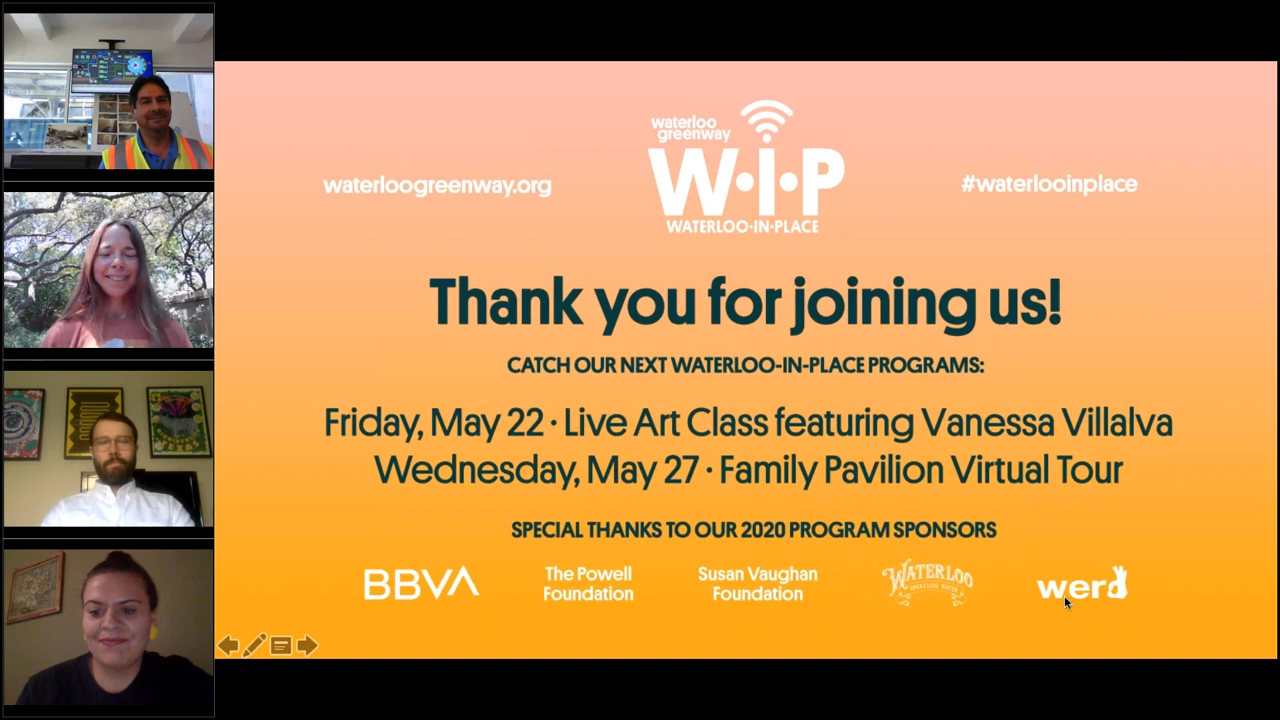 waterloo
greenway
W·I·P
WATERLOO·IN·PLACE
waterloogreenway.org
#waterlooinplace
Thank you for joining us!
CATCH OUR NEXT WATERLOO-IN-PLACE PROGRAMS:
Friday, May 22 · Live Art Class featuring Vanessa Villalva
Wednesday, May 27 · Family Pavilion Virtual Tour
SPECIAL THANKS TO OUR 2020 PROGRAM SPONSORS
BBVA
The Powell
Foundation
Susan Vaughan
Foundation
WATERLOO
SPARKLING WATER
werd